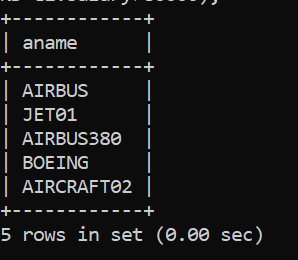 +------------+
| aname      |
+------------+
| AIRBUS     |
| JET01      |
| AIRBUS380  |
| BOEING     |
| AIRCRAFT02 |
+------------+
5 rows in set (0.00 sec)